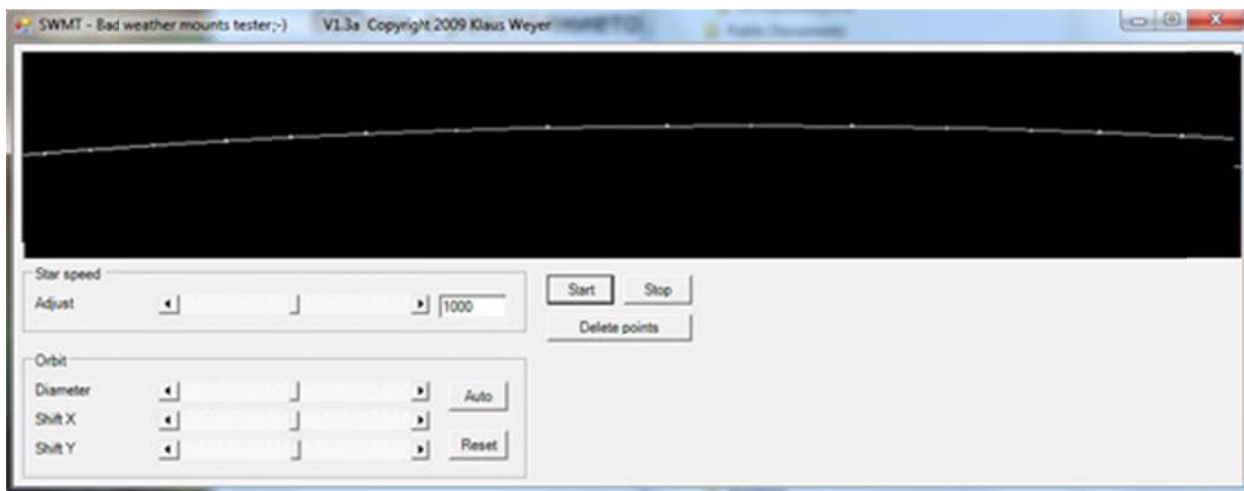 SWMT - Bad weather mounts tester;-) V1.3a Copyright 2009 Klaus Weyer
Star speed
Adjust 1000
Start Stop
Delete points
Orbit
Diameter Auto
Shift X
Shift Y Reset